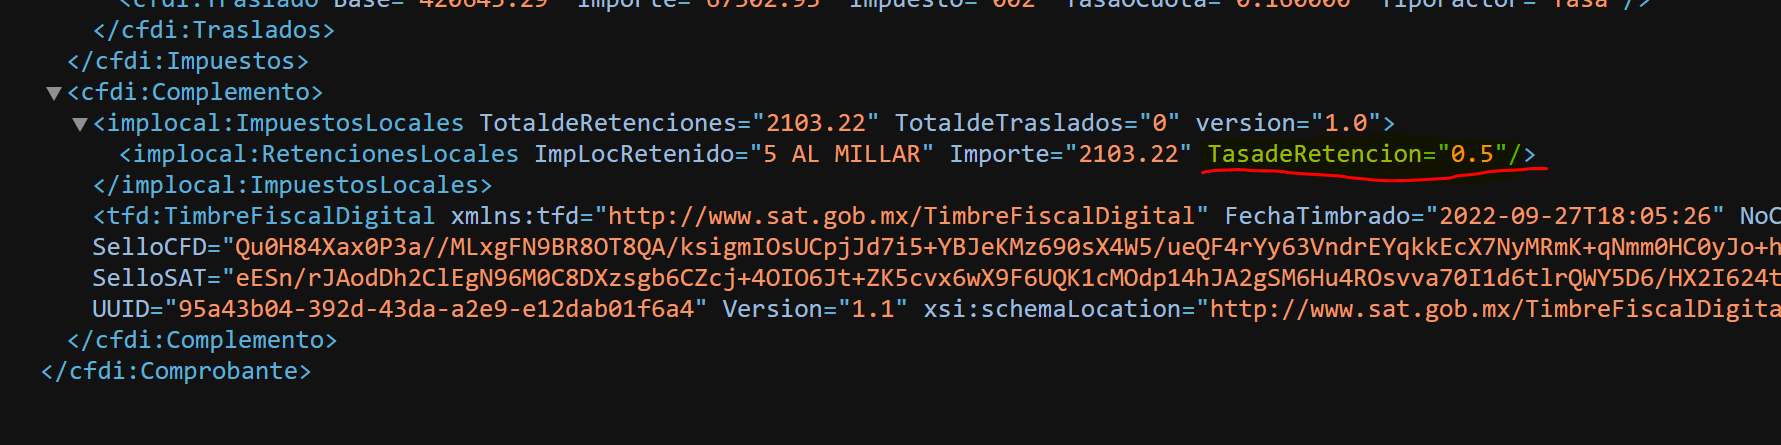 <cfdi:Traslado Base="420643.29" Importe="67302.93" Impuesto="002" TasaOCuota="0.160000" TipoFactor="Tasa"/>
</cfdi:Traslados>
</cfdi:Impuestos>
<cfdi:Complemento>
<implocal:ImpuestosLocales TotaldeRetenciones="2103.22" TotaldeTraslados="0" version="1.0">
<implocal:RetencionesLocales ImpLocRetenido="5 AL MILLAR" Importe="2103.22" TasadeRetencion="0.5"/>
</implocal:ImpuestosLocales>
<tfd:TimbreFiscalDigital xmlns:tfd="http://www.sat.gob.mx/TimbreFiscalDigital" FechaTimbrado="2022-09-27T18:05:26" NoC
SelloCFD="Qu0H84Xax0P3a//MLxgFN9BR8OT8QA/ksigmIOsUCpjJd7i5+YBJeKMz690sX4W5/ueQF4rYy63VndrEYqkkEcX7NyMRmK+qNmm0HC0yJo+h
SelloSAT="eESn/rJAodDh2ClEgN96M0C8DXzsgb6CZcj+4OIO6Jt+ZK5cvx6wX9F6UQK1cMOdp14hJA2gSM6Hu4ROsvva70I1d6tlrQWY5D6/HX2I624t
UUID="95a43b04-392d-43da-a2e9-e12dab01f6a4" Version="1.1" xsi:schemaLocation="http://www.sat.gob.mx/TimbreFiscalDigita
</cfdi:Complemento>
</cfdi:Comprobante>